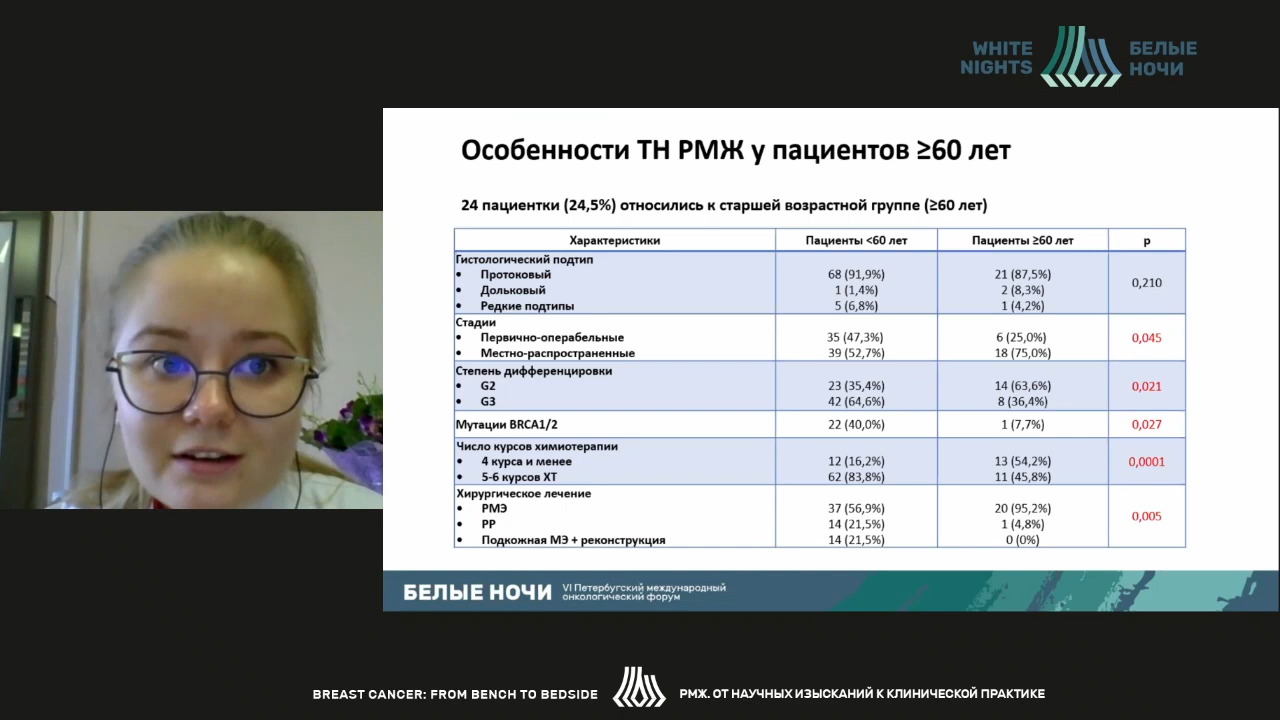 WHITE
NIGHTS
БЕЛЫЕ
НОЧИ
Особенности ТН РМЖ у пациентов ≥60 лет
24 пациентки (24,5%) относились к старшей возрастной группе (≥60 лет)
Характеристики Пациенты <60 лет Пациенты ≥60 лет p
Гистологический подтип
• Протоковый 68 (91,9%) 21 (87,5%)
0,210
• Дольковый 1 (1,4%) 2 (8,3%)
• Редкие подтипы 5 (6,8%) 1 (4,2%)
Стадии
• Первично-операбельные 35 (47,3%) 6 (25,0%) 0,045
• Местно-распространенные 39 (52,7%) 18 (75,0%)
Степень дифференцировки
• G2 23 (35,4%) 14 (63,6%) 0,021
• G3 42 (64,6%) 8 (36,4%)
Мутации BRCA1/2 22 (40,0%) 1 (7,7%) 0,027
Число курсов химиотерапии
• 4 курса и менее 12 (16,2%) 13 (54,2%) 0,0001
• 5-6 курсов ХТ 62 (83,8%) 11 (45,8%)
Хирургическое лечение
• РМЭ 37 (56,9%) 20 (95,2%)
0,005
• РР 14 (21,5%) 1 (4,8%)
• Подкожная МЭ + реконструкция 14 (21,5%) 0 (0%)
БЕЛЫЕ НОЧИ
VI Петербургский международный
онкологический форум
BREAST CANCER: FROM BENCH TO BEDSIDE
РМЖ. ОТ НАУЧНЫХ ИЗЫСКАНИЙ К КЛИНИЧЕСКОЙ ПРАКТИКЕ